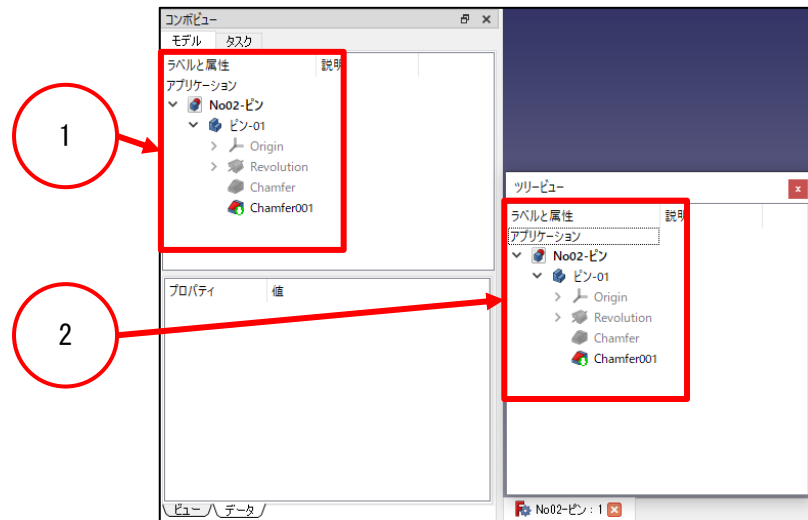 コンボビュー
モデル タスク
ラベルと属性 説明
アプリケーション
No02-ピン
ピン-01
Origin
Revolution
Chamfer
Chamfer001
1
プロパティ 値
2
ビュー データ
ツリービュー
ラベルと属性 説明
アプリケーション
No02-ピン
ピン-01
Origin
Revolution
Chamfer
Chamfer001
No02-ピン : 1